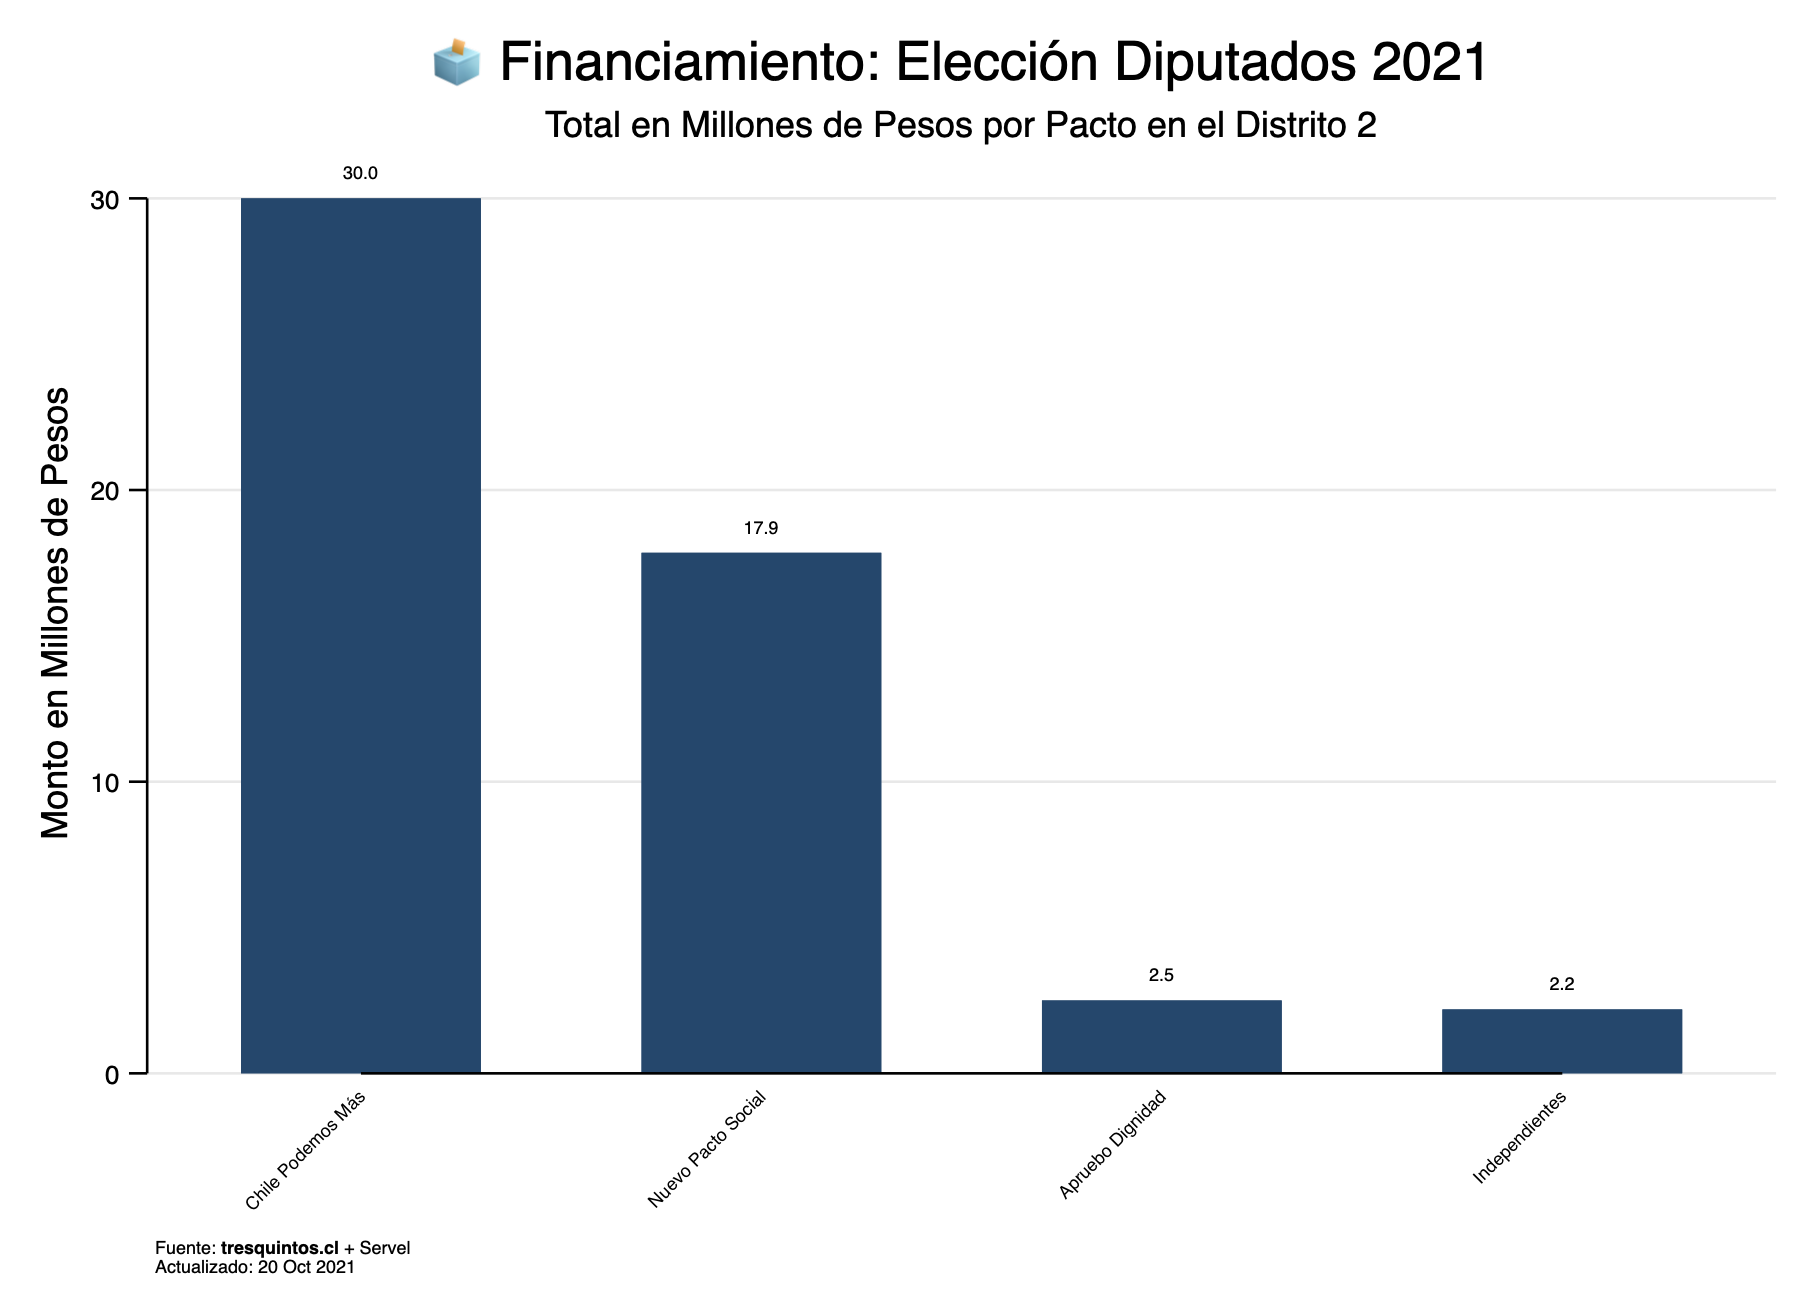 Financiamiento: Elección Diputados 2021
Total en Millones de Pesos por Pacto en el Distrito 2
Monto en Millones de Pesos
30
20
10
0
30.0
17.9
2.5
2.2
Chile Podemos Más
Nuevo Pacto Social
Apruebo Dignidad
Independientes
Fuente: tresquintos.cl + Servel
Actualizado: 20 Oct 2021